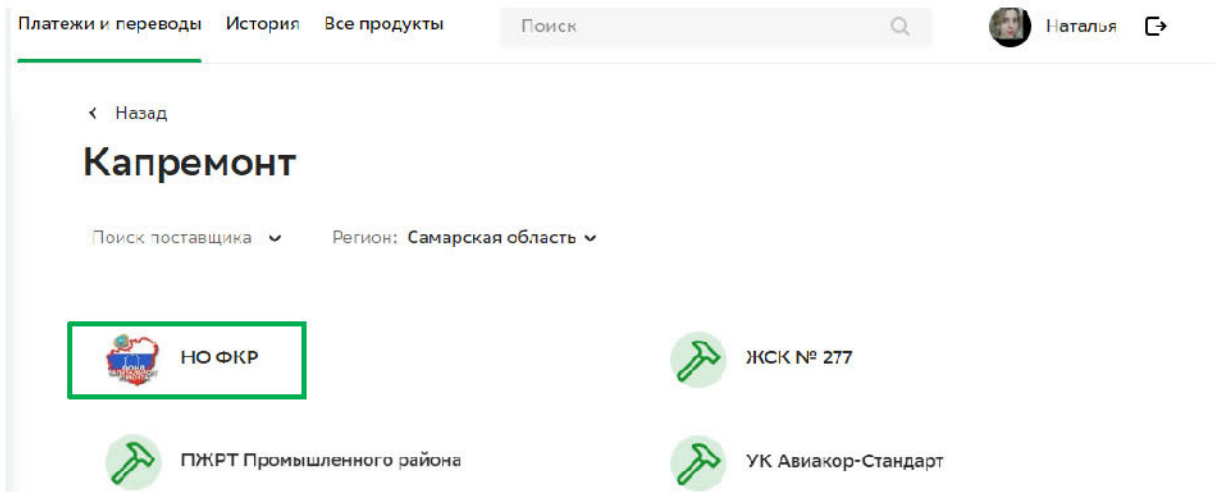 Платежи и переводы История Все продукты Поиск Наталья
Назад
Капремонт
Поиск поставщика Регион: Самарская область
НО ФКР ЖСК № 277
ПЖРТ Промышленного района УК Авиакор-Стандарт